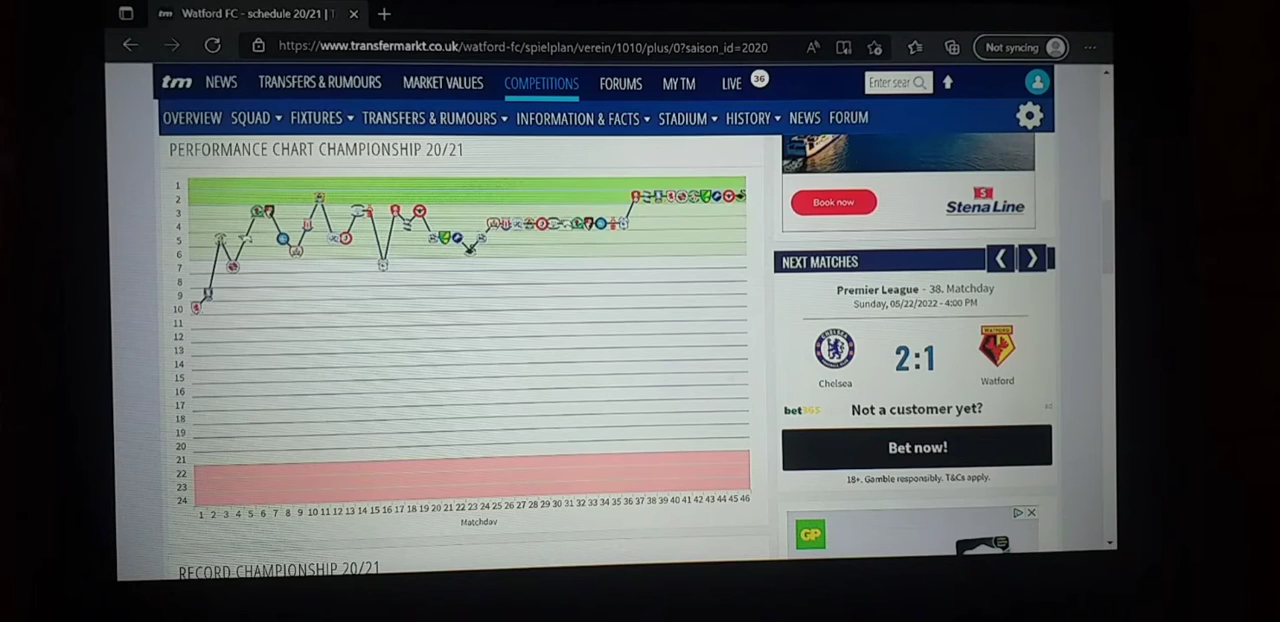 tm Watford FC - schedule 20/21 |
https://www.transfermarkt.co.uk/watford-fc/spielplan/verein/1010/plus/0?saison_id=2020
Not syncing
tm NEWS TRANSFERS & RUMOURS MARKET VALUES COMPETITIONS FORUMS MY TM LIVE 36
Enter sear
OVERVIEW SQUAD FIXTURES TRANSFERS & RUMOURS INFORMATION & FACTS STADIUM HISTORY NEWS FORUM
PERFORMANCE CHART CHAMPIONSHIP 20/21
1
2
3
4
5
6
7
8
9
10
11
12
13
14
15
16
17
18
19
20
21
22
23
24
1 2 3 4 5 6 7 8 9 10 11 12 13 14 15 16 17 18 19 20 21 22 23 24 25 26 27 28 29 30 31 32 33 34 35 36 37 38 39 40 41 42 43 44 45 46
Matchday
RECORD CHAMPIONSHIP 20/21
Book now
S
Stena Line
NEXT MATCHES
Premier League - 38. Matchday
Sunday, 05/22/2022 - 4:00 PM
2:1
Chelsea
Watford
bet365 Not a customer yet?
Bet now!
18+. Gamble responsibly. T&Cs apply.
GP